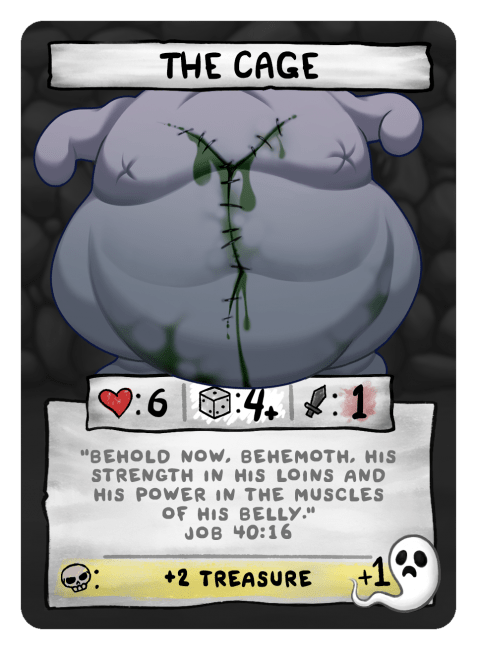 THE CAGE
:6 :4+ :1
"BEHOLD NOW, BEHEMOTH, HIS
STRENGTH IN HIS LOINS AND
HIS POWER IN THE MUSCLES
OF HIS BELLY."
JOB 40:16
: +2 TREASURE +1